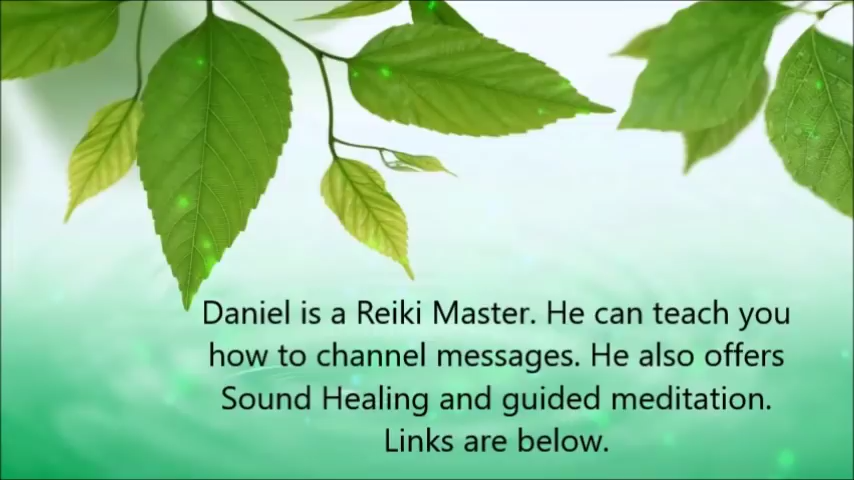 Daniel is a Reiki Master. He can teach you
how to channel messages. He also offers
Sound Healing and guided meditation.
Links are below.